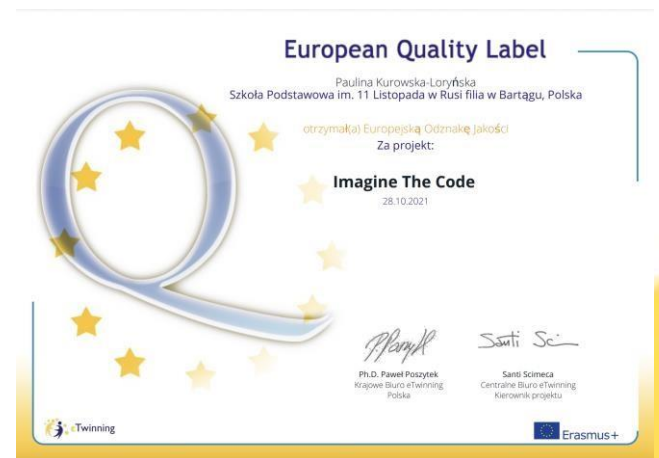 European Quality Label
Paulina Kurowska-Loryńska
Szkoła Podstawowa im. 11 Listopada w Rusi filia w Bartągu, Polska
otrzymał(a) Europejską Odznakę Jakości
Za projekt:
Imagine The Code
28.10.2021
Ph.D. Paweł Poszytek
Krajowe Biuro eTwinning
Polska
Santi Scimeca
Centralne Biuro eTwinning
Kierownik projektu
eTwinning
Erasmus+